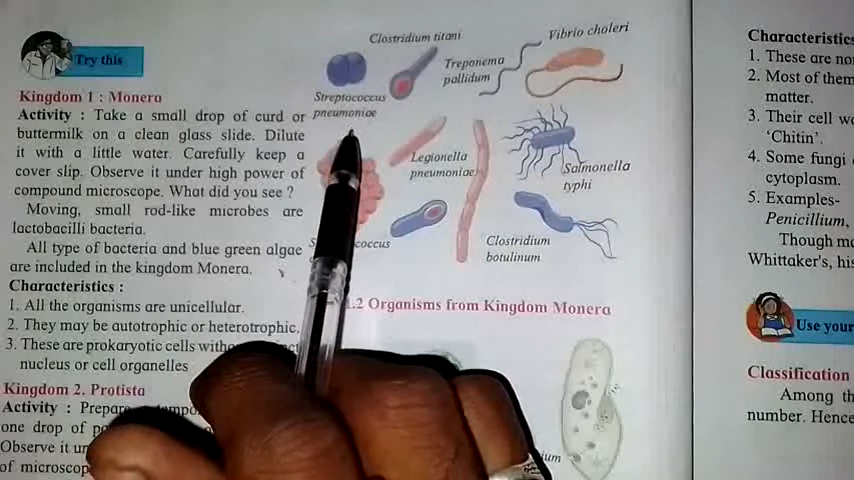 Try this
Kingdom 1 : Monera
Activity : Take a small drop of curd or
buttermilk on a clean glass slide. Dilute
it with a little water. Carefully keep a
cover slip. Observe it under high power of
compound microscope. What did you see ?
Moving, small rod-like microbes are
lactobacilli bacteria.
All type of bacteria and blue green algae
are included in the kingdom Monera.
Characteristics :
1. All the organisms are unicellular.
2. They may be autotrophic or heterotrophic.
3. These are prokaryotic cells
nucleus or cell organelles
Kingdom 2. Protista
Activity :
one drop of
Observe it
of
Clostridium titani
Vibrio choleri
Treponema
pallidum
Streptococcus
pneumoniae
Legionella
pneumoniae
Salmonella
typhi
Clostridium
botulinum
1.2 Organisms from Kingdom Monera
Characteristics
1. These are
2. Most of them
matter.
3. Their cell
'Chitin'.
4. Some fungi
cytoplasm.
5. Examples-
Penicillium,
Though
Whittaker's, his
Use your
Classification
Among
number. Hence